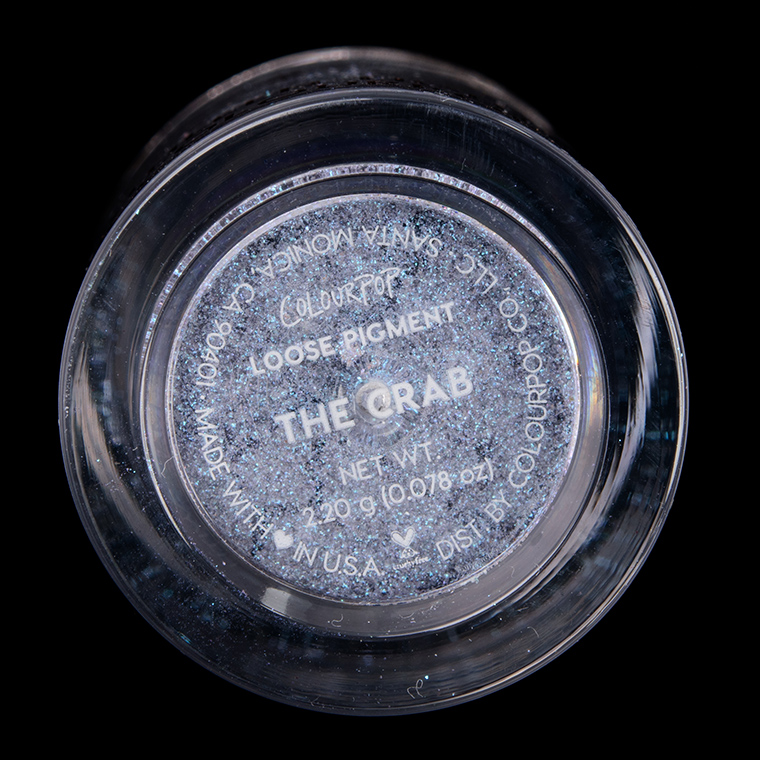 COLOURPOP
LOOSE PIGMENT
THE CRAB
NET WT.
2.20 g (0.078 oz)
DIST. BY COLOURPOP CO. LLC. SANTA MONICA, CA 90401. MADE WITH IN U.S.A.